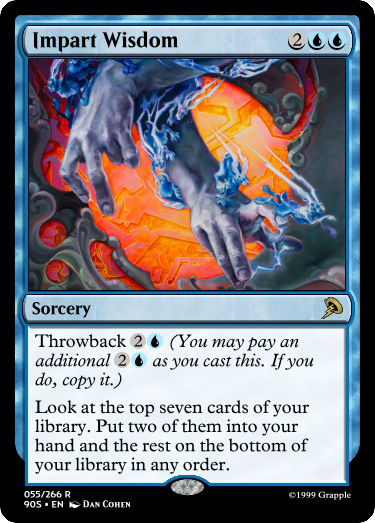 Impart Wisdom 2
Sorcery
Throwback 2 (You may pay an
additional 2 as you cast this. If you
do, copy it.)
Look at the top seven cards of your
library. Put two of them into your
hand and the rest on the bottom of
your library in any order.
055/266 R
90S • EN Dan Cohen
©1999 Grapple